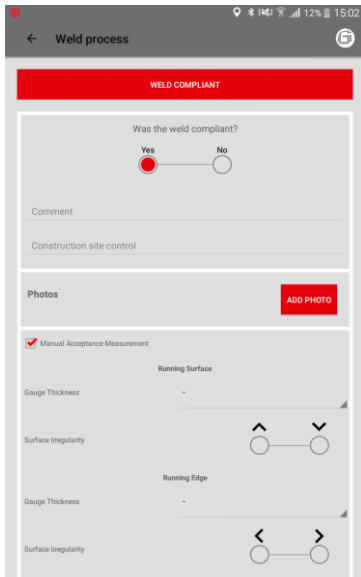 12% 15:02
Weld process
WELD COMPLIANT
Was the weld compliant?
Yes No
Comment
Construction site control
Photos ADD PHOTO
Manual Acceptance Measurement
Running Surface
Gauge Thickness -
Surface Irregularity
Running Edge
Gauge Thickness -
Surface Irregularity